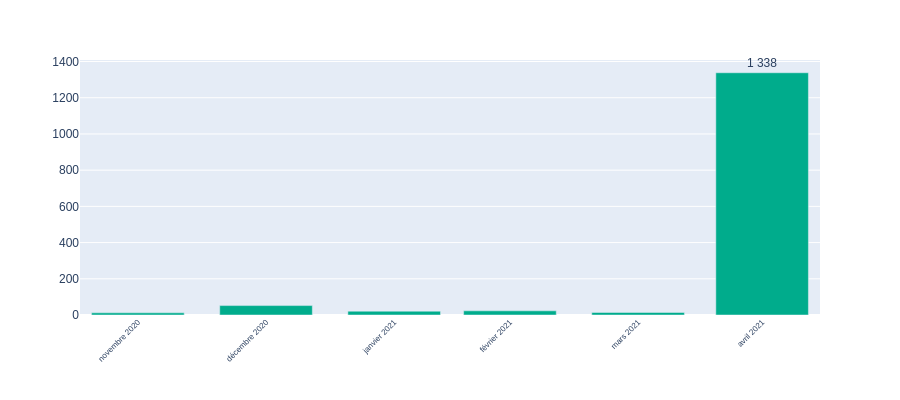 1400
1200
1000
800
600
400
200
0
1 338
novembre 2020
décembre 2020
janvier 2021
février 2021
mars 2021
avril 2021